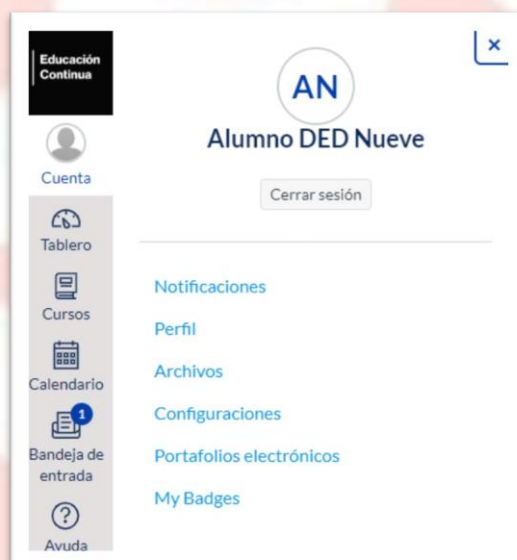 Educación
Continua
Cuenta
Tablero
Cursos
Calendario
1
Bandeja de
entrada
Ayuda
×
AN
Alumno DED Nueve
Cerrar sesión
Notificaciones
Perfil
Archivos
Configuraciones
Portafolios electrónicos
My Badges